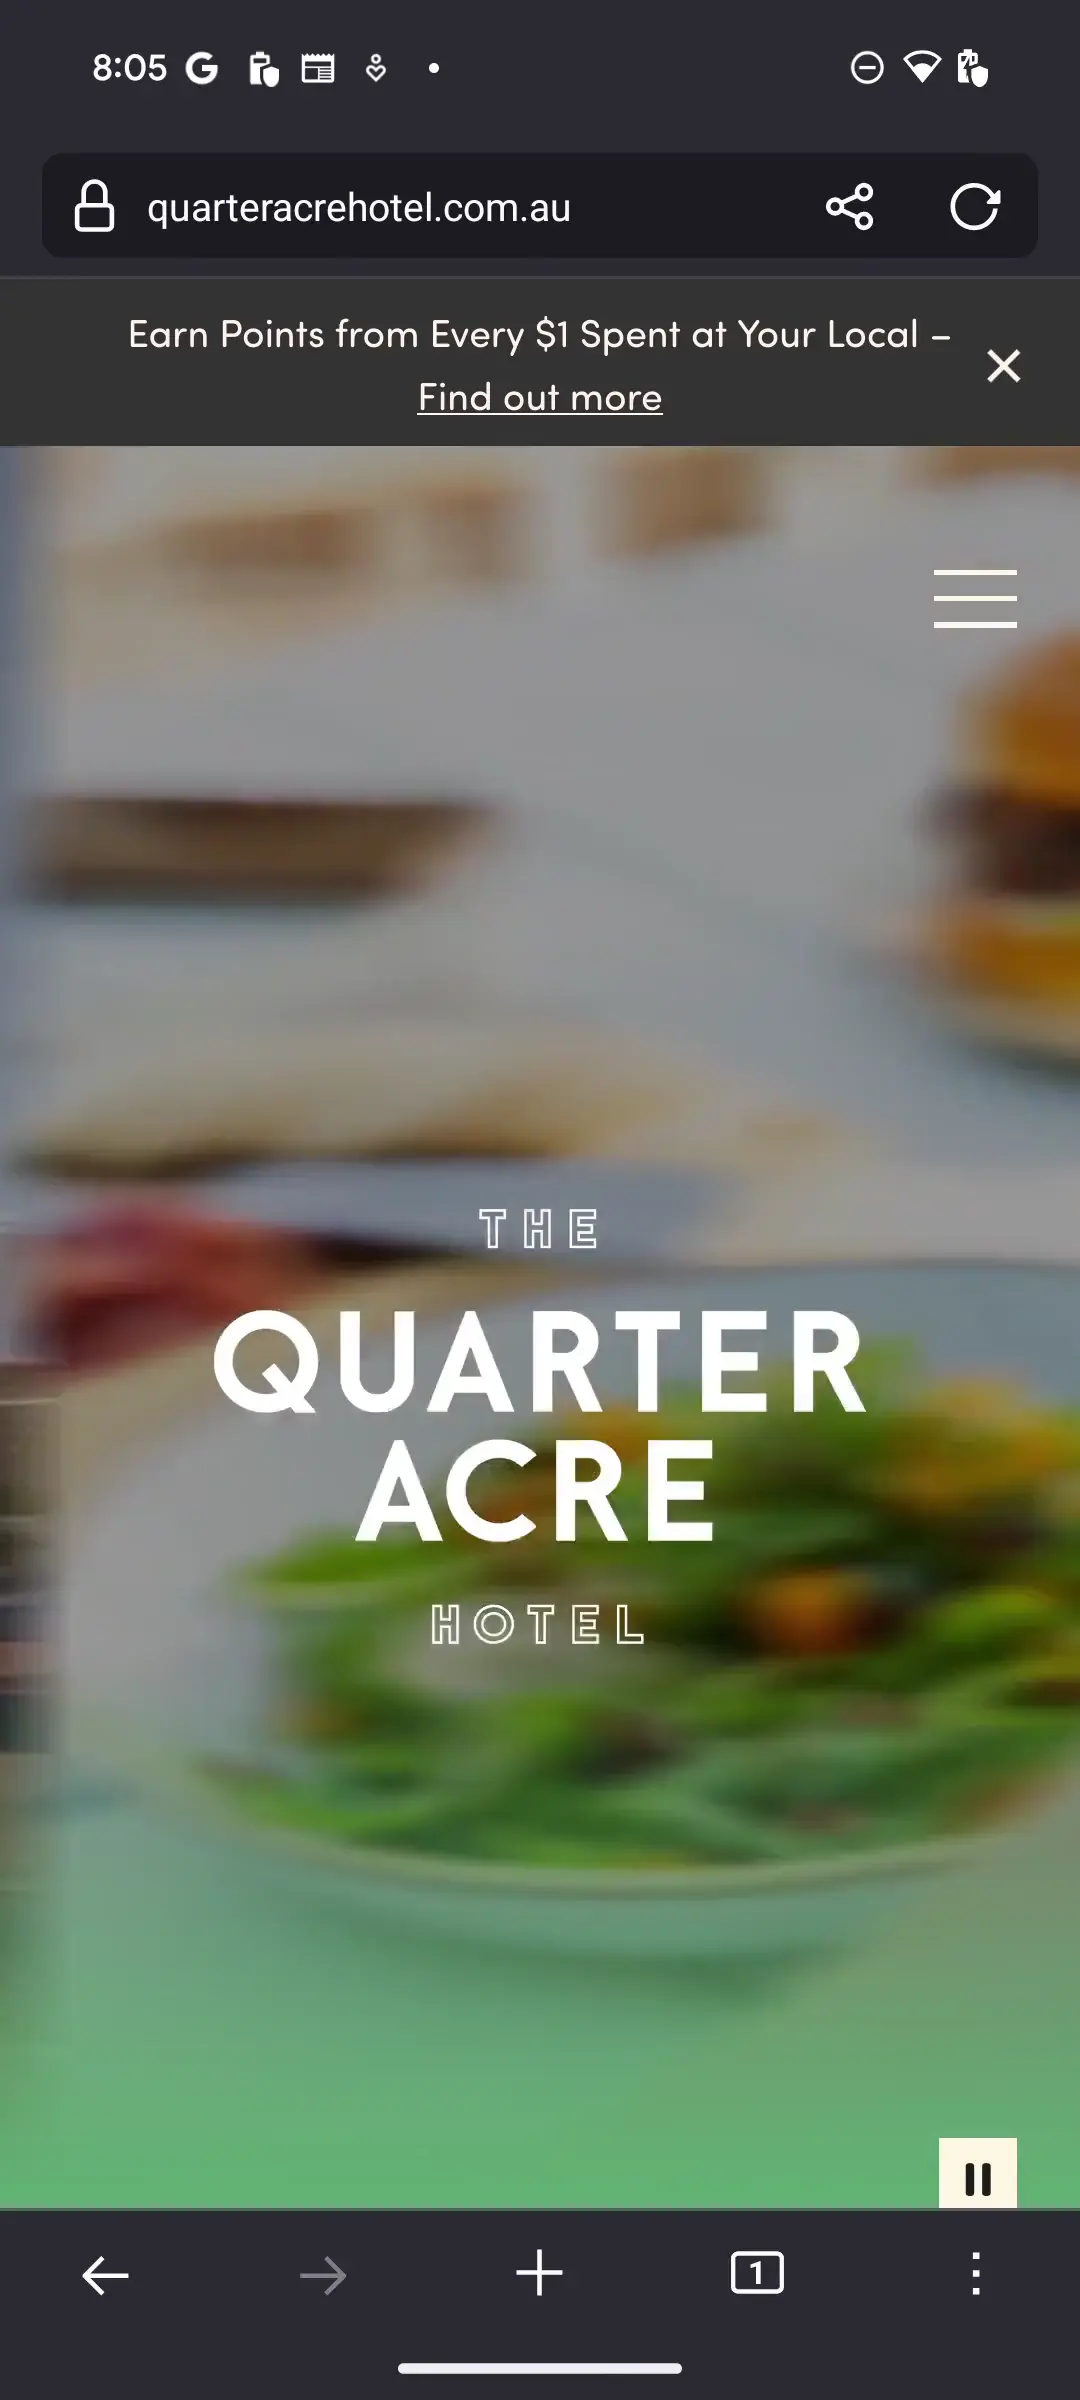 8:05
quarteracrehotel.com.au
Earn Points from Every $1 Spent at Your Local –
Find out more
THE
QUARTER
ACRE
HOTEL
1